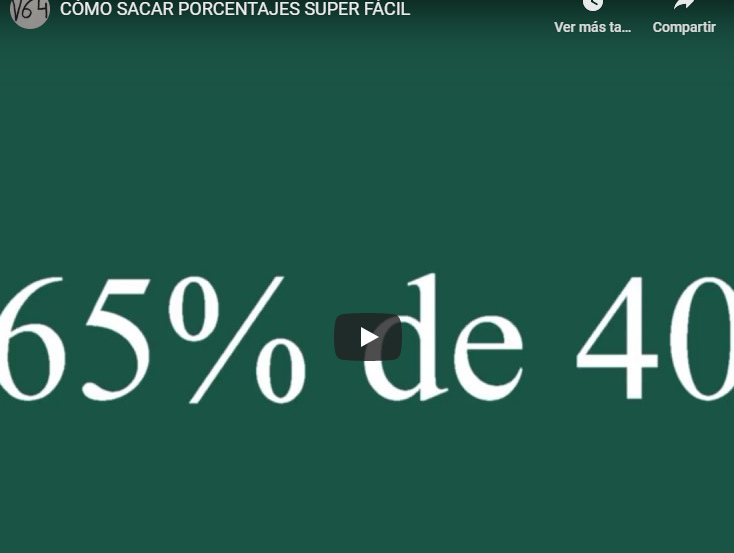 V64
CÓMO SACAR PORCENTAJES SUPER FÁCIL
Ver más ta...
Compartir
65% de 40